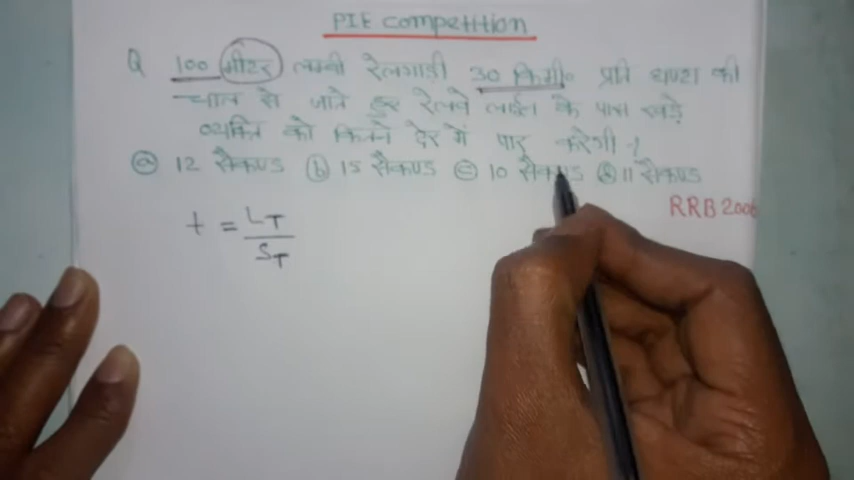 PIE competition
Q 100 मीटर लम्बी रेलगाड़ी 30 किमी० प्रति घण्टा की
चाल से जाते हुए रेलवे लाईन के पास खड़े
व्यक्ति को कितने देर में पार करेगी ?
(a) 12 सैकण्ड (b) 15 सैकण्ड (c) 10 सैकण्ड (d) 11 सैकण्ड
RRB 2006
t = LT / ST